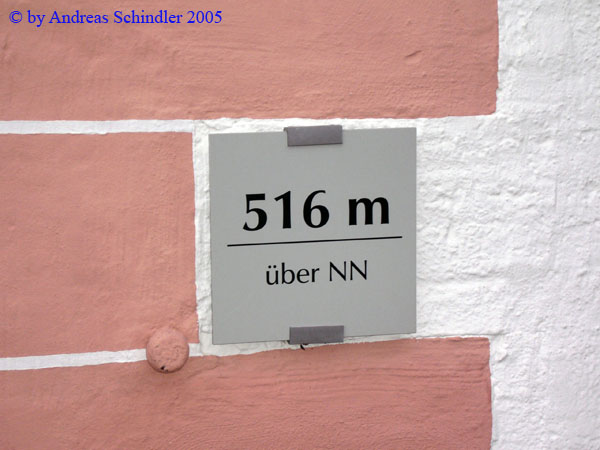 © by Andreas Schindler 2005
516 m
über NN